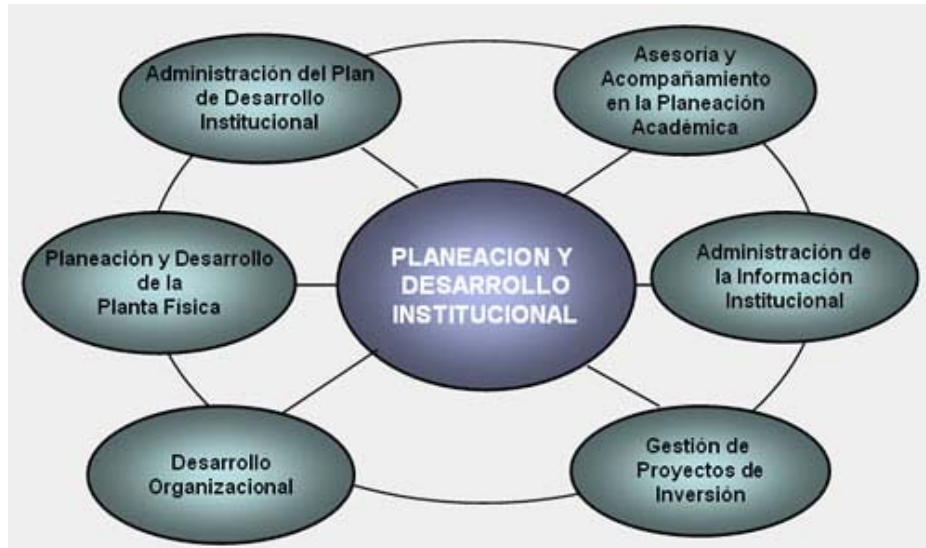 Administración del Plan
de Desarrollo
Institucional
Asesoría y
Acompañamiento
en la Planeación
Académica
Planeación y Desarrollo
de la
Planta Física
PLANEACION Y
DESARROLLO
INSTITUCIONAL
Administración de
la Información
Institucional
Desarrollo
Organizacional
Gestión de
Proyectos de
Inversión